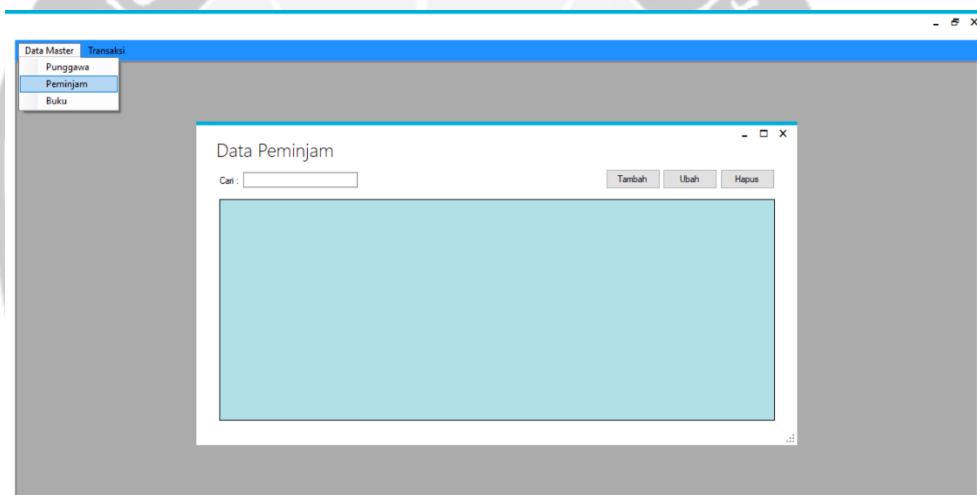 Data Master Transaksi
Punggawa
Peminjam
Buku
Data Peminjam
Cari :
Tambah Ubah Hapus